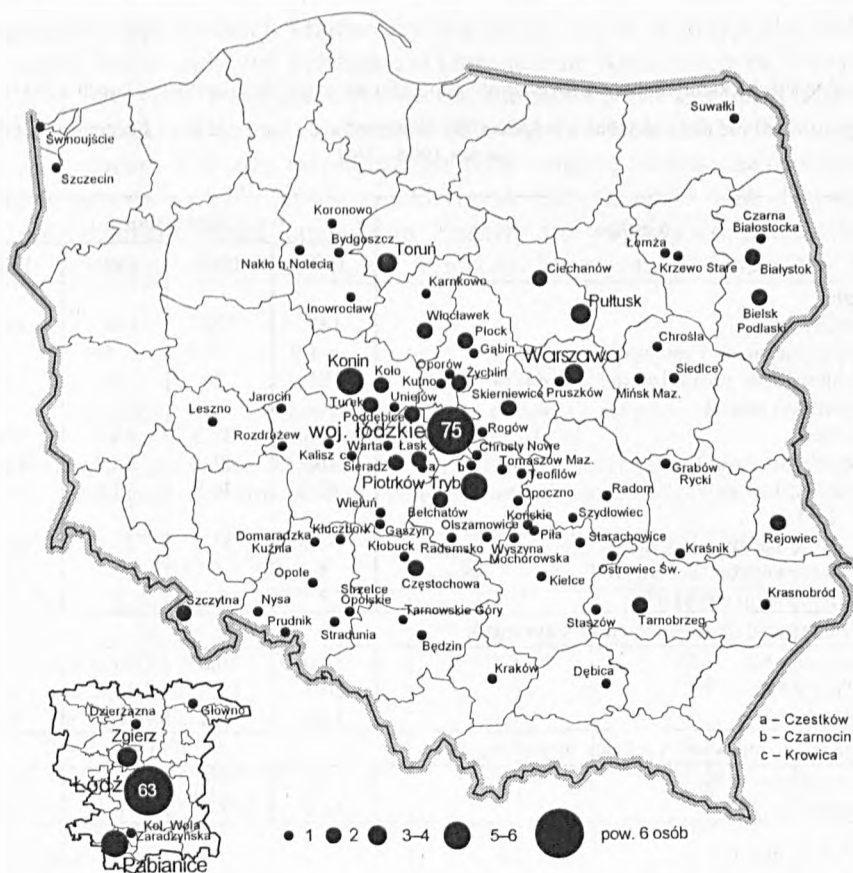 Suwałki
Śwnoujście
Szczecin
Koronowo
Bydgoszcz
Toruń
Nakło n Notecią
Inowrocław
Karnkowo
Włocławek
Czarna
Białostocka
Łomża
Krzewo Stare
Białystok
Bielsk
Podlaski
Ciechanów
Pułtusk
Płock
Gąbin
Chrośla
Siedlce
Warszawa
Pruszków
Mińsk Maz.
Konin
Koło
Oporów
Kutno
Żychlin
Turek
Uniejów
Poddębice
Skierniewice
Leszno
Jarocin
Rozdrażew
woj. łódzkie
75
Rogów
Kalisz c
Warta
Łask
Chrusty Nowe
Sieradz
a
b
Tomaszów Maz.
Teofilów
Piotrków Tryb
Grabów
Rycki
Opoczno
Radom
Bełchatów
Wieluń
Gaszyn
Końskie
Szydłowiec
Olszamowice
Piła
Starachowice
Rejowiec
Domaradzka
Kuźnia
Kłobuck
Radomsko
Wyszyna
Mochórowska
Ostrowiec Św.
Kraśnik
Częstochowa
Opole
Kielce
Szczytna
Nysa
Strzelce
Opolskie
Prudnik
Stradunia
Tarnowskie Góry
Będzin
Staszów
Tarnobrzeg
Krasnobród
Kraków
Dębica
a – Czestków
b – Czarnocin
c – Krowica
Dzierżązna
Głowno
Zgierz
Łódź
63
Kol. Wola
Zaradzyńska
Pabianice
1
2
3–4
5–6
pow. 6 osób